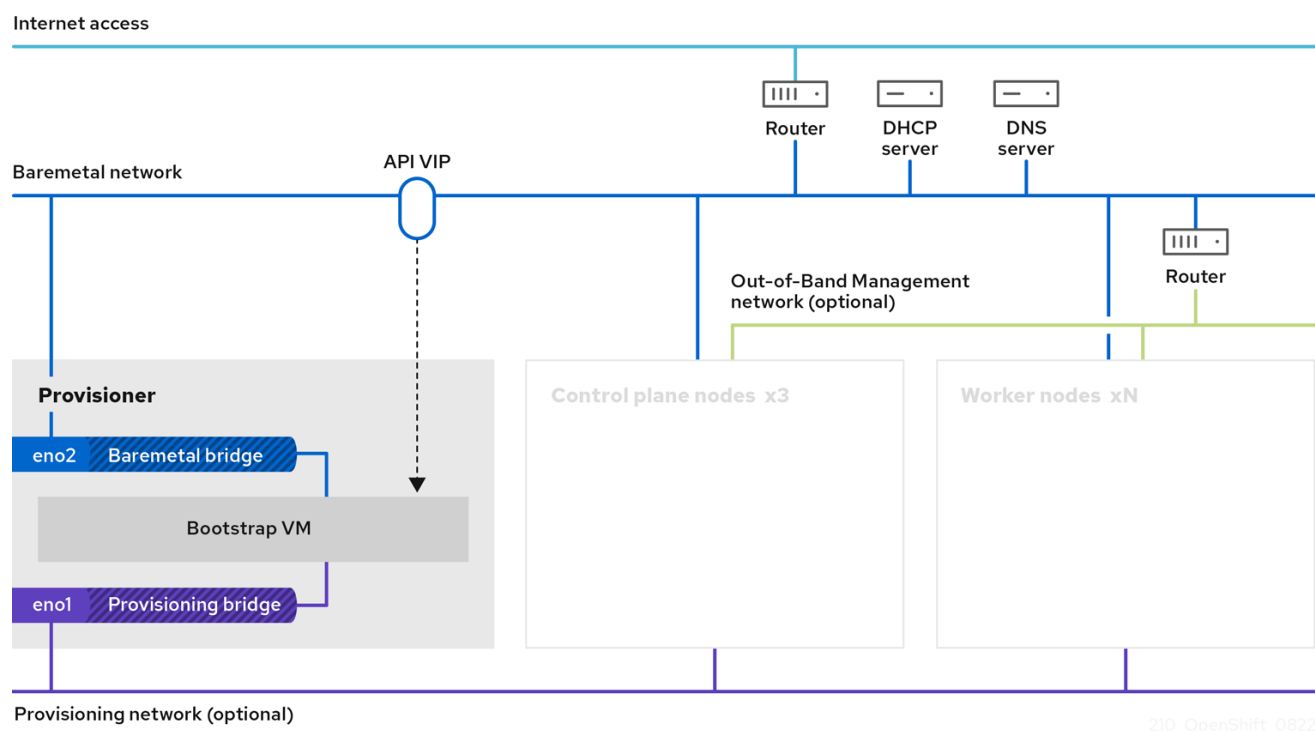 Internet access
Router
DHCP
server
DNS
server
API VIP
Baremetal network
Router
Out-of-Band Management
network (optional)
Provisioner
Control plane nodes x3
Worker nodes xN
eno2
Baremetal bridge
Bootstrap VM
eno1
Provisioning bridge
Provisioning network (optional)
210_OpenShift_0822